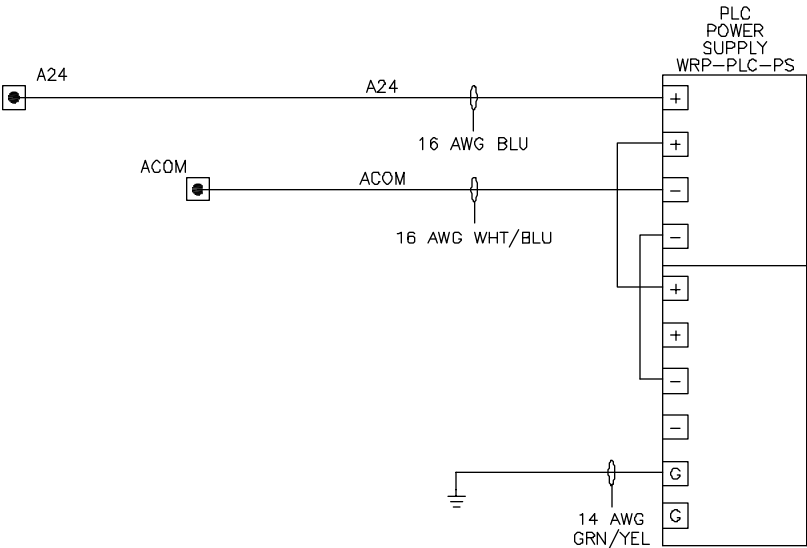 PLC
POWER
SUPPLY
WRP-PLC-PS
A24
A24
+
16 AWG BLU
+
ACOM
ACOM
-
16 AWG WHT/BLU
-
+
+
-
-
G
14 AWG
GRN/YEL
G